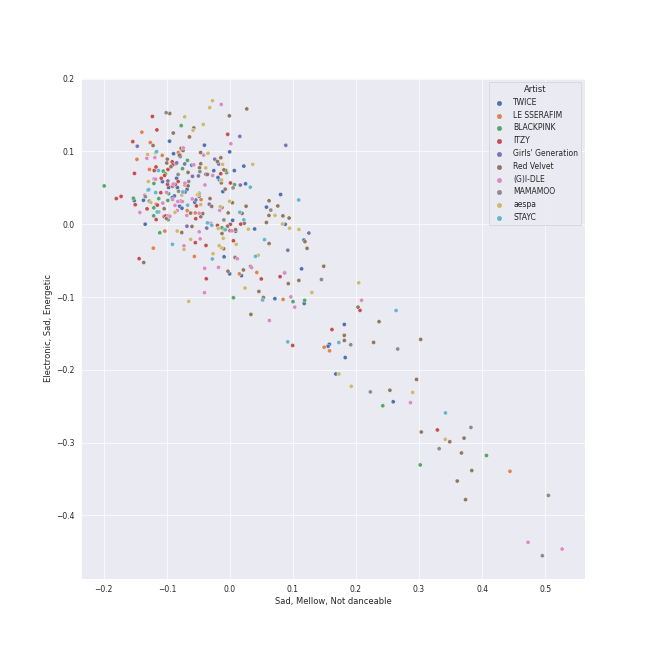 0.2
0.1
0.0
−0.1
−0.2
−0.3
−0.4
Electronic, Sad, Energetic
−0.2
−0.1
0.0
0.1
0.2
0.3
0.4
0.5
Sad, Mellow, Not danceable
Artist
TWICE
LE SSERAFIM
BLACKPINK
ITZY
Girls' Generation
Red Velvet
(G)I-DLE
MAMAMOO
aespa
STAYC